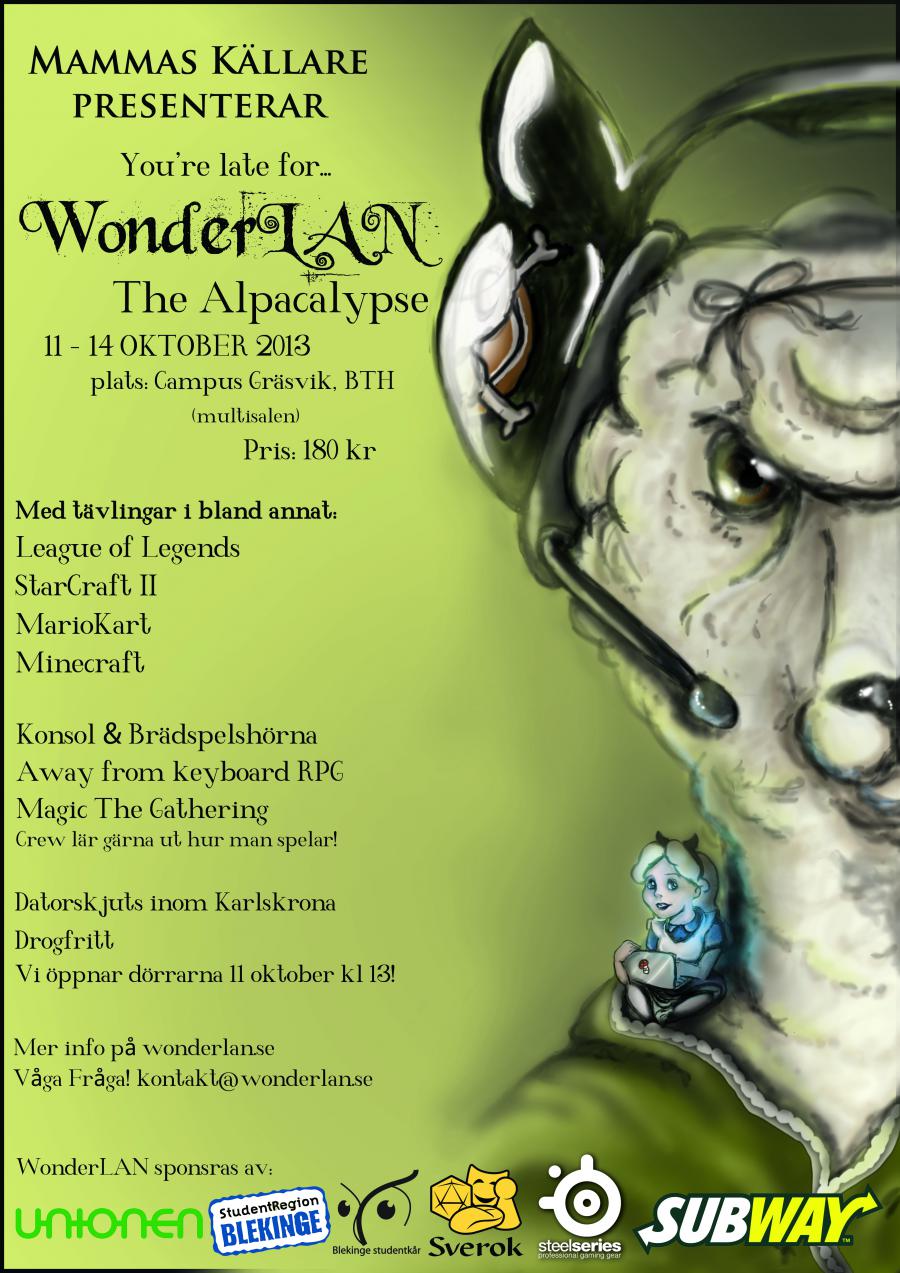 Mammas Källare
presenterar
You're late for...
WonderLAN
The Alpacalypse
11 - 14 OKTOBER 2013
plats: Campus Gräsvik, BTH
(multisalen)
Pris: 180 kr
Med tävlingar i bland annat:
League of Legends
StarCraft II
MarioKart
Minecraft
Konsol & Brädspelshörna
Away from keyboard RPG
Magic The Gathering
Crew lär gärna ut hur man spelar!
Datorskjuts inom Karlskrona
Drogfritt
Vi öppnar dörrarna 11 oktober kl 13!
Mer info på wonderlan.se
Våga Fråga! kontakt@wonderlan.se
WonderLAN sponsras av:
UNIONEN
StudentRegion
BLEKINGE
Blekinge studentkår
Sverok
steelseries
professional gaming gear
SUBWAY™